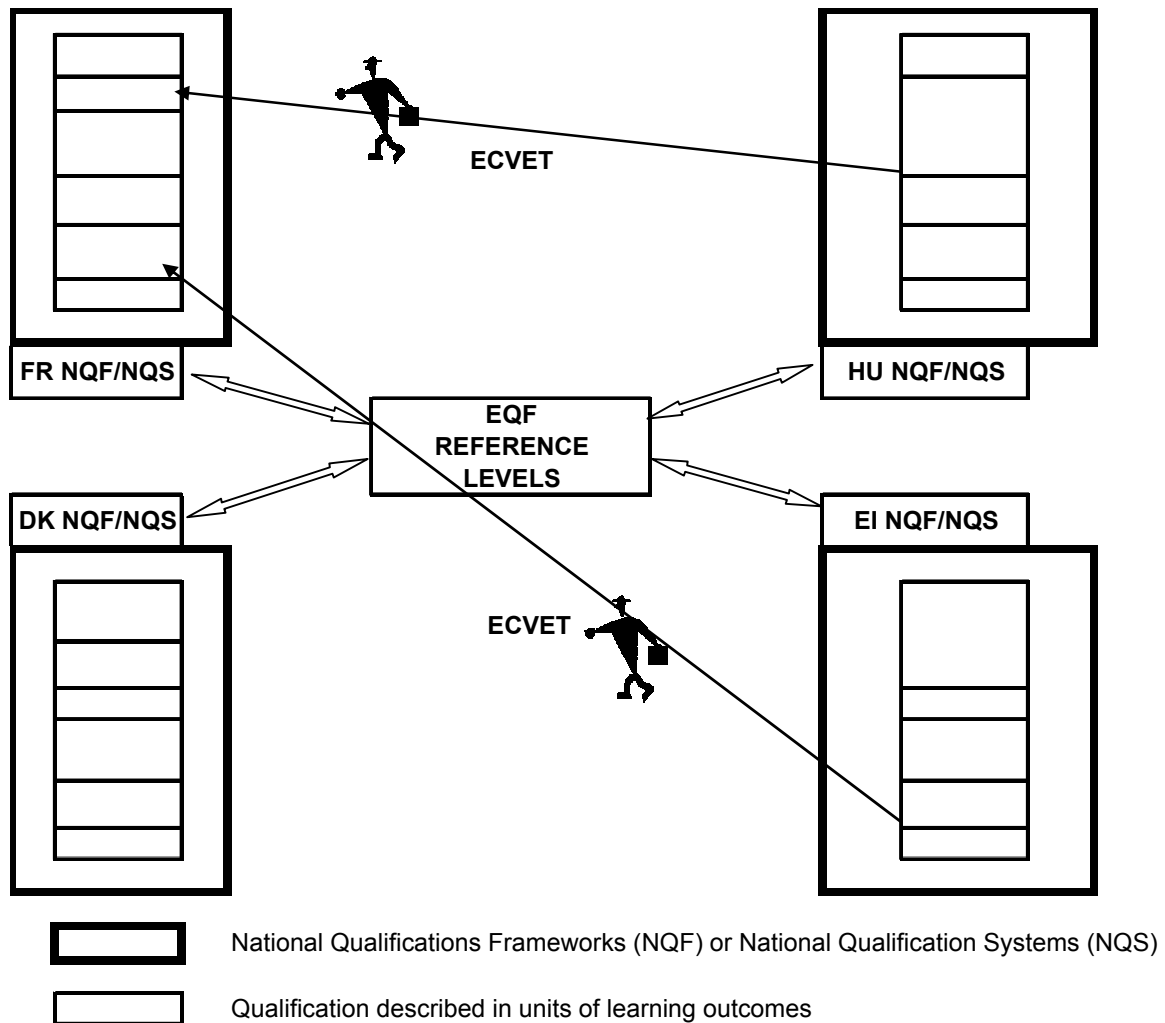 ECVET
FR NQF/NQS
HU NQF/NQS
EQF
REFERENCE
LEVELS
DK NQF/NQS
EI NQF/NQS
ECVET
National Qualifications Frameworks (NQF) or National Qualification Systems (NQS)
Qualification described in units of learning outcomes